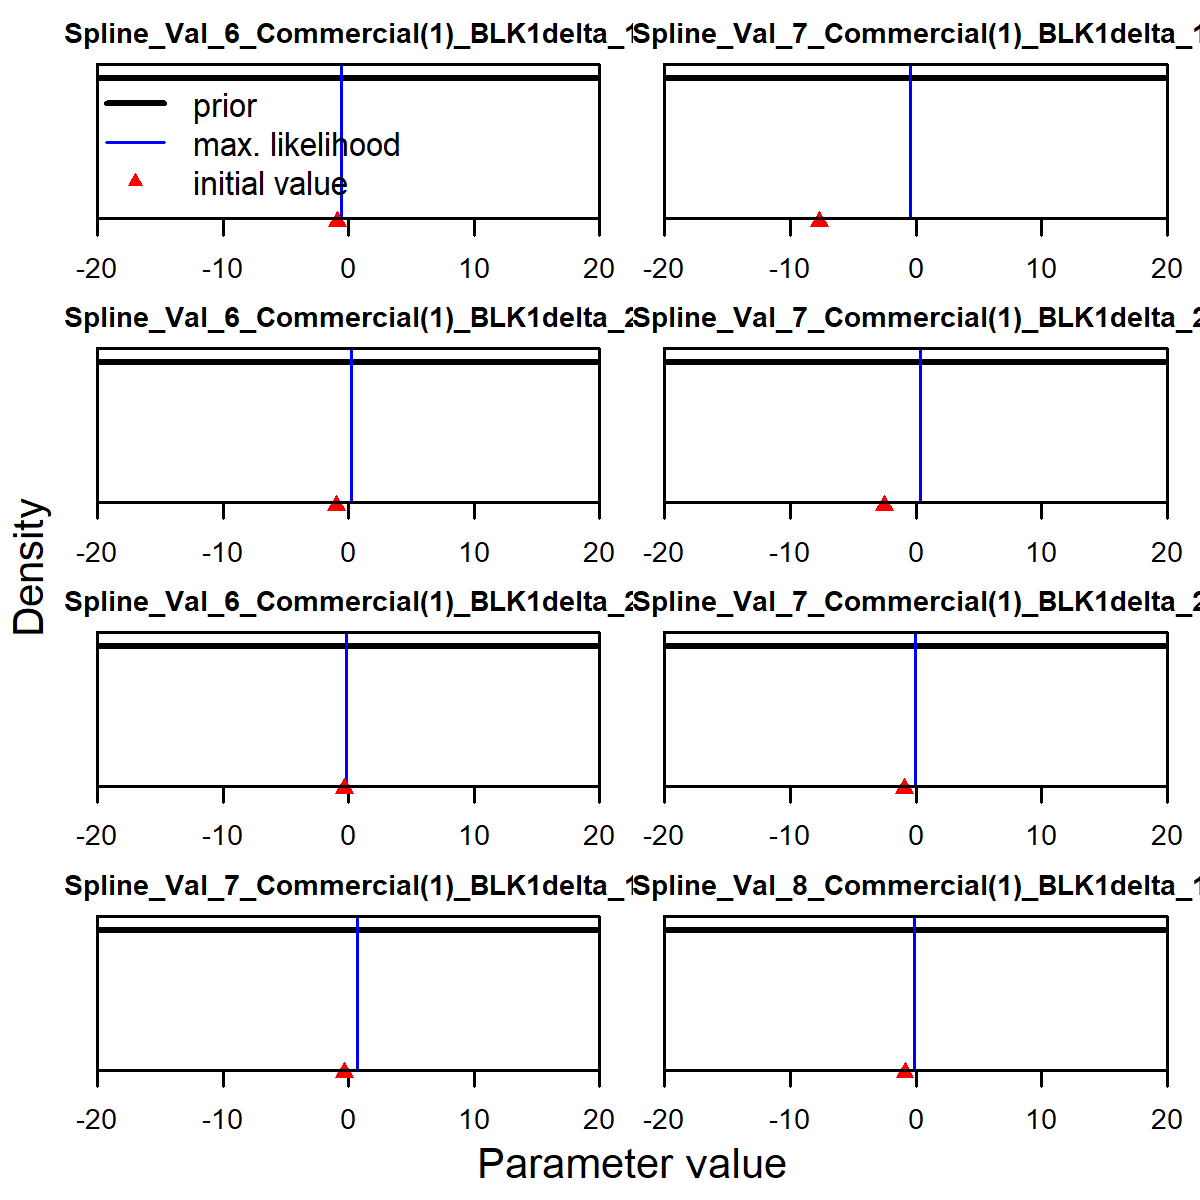 Spline_Val_6_Commercial(1)_BLK1delta_1
Spline_Val_7_Commercial(1)_BLK1delta_1
prior
max. likelihood
initial value
-20 -10 0 10 20
-20 -10 0 10 20
Spline_Val_6_Commercial(1)_BLK1delta_2
Spline_Val_7_Commercial(1)_BLK1delta_2
-20 -10 0 10 20
-20 -10 0 10 20
Spline_Val_6_Commercial(1)_BLK1delta_2
Spline_Val_7_Commercial(1)_BLK1delta_2
-20 -10 0 10 20
-20 -10 0 10 20
Spline_Val_7_Commercial(1)_BLK1delta_1
Spline_Val_8_Commercial(1)_BLK1delta_1
-20 -10 0 10 20
-20 -10 0 10 20
Density
Parameter value